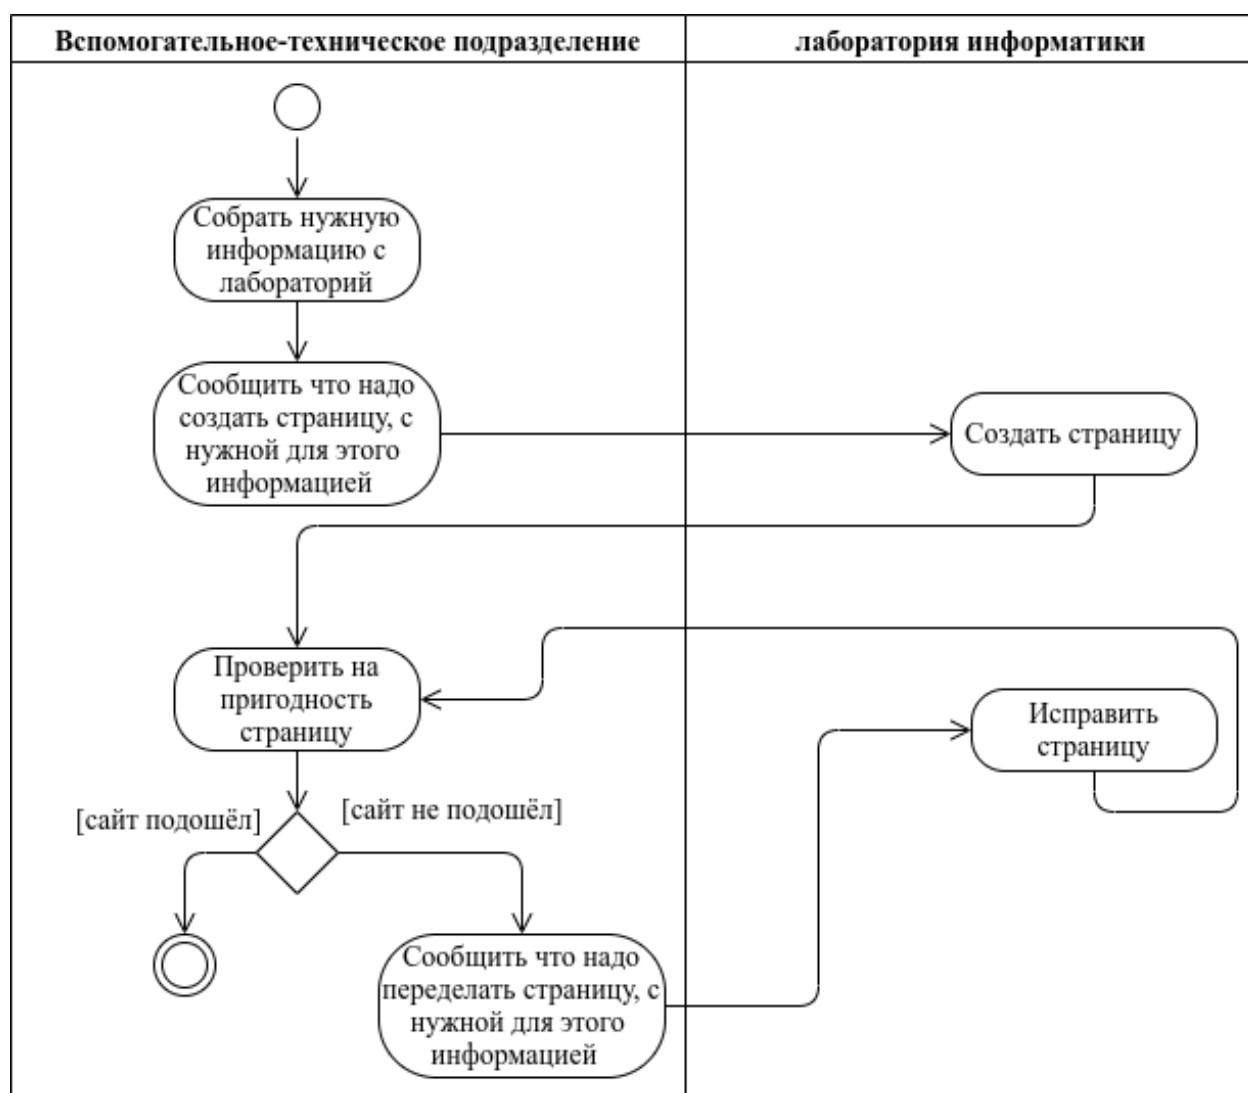 Вспомогательное-техническое подразделение
лаборатория информатики
Собрать нужную
информацию с
лабораторий
Сообщить что надо
создать страницу, с
нужной для этого
информацией
Создать страницу
Проверить на
пригодность
страницу
Исправить
страницу
[сайт подошёл]
[сайт не подошёл]
Сообщить что надо
переделать страницу, с
нужной для этого
информацией